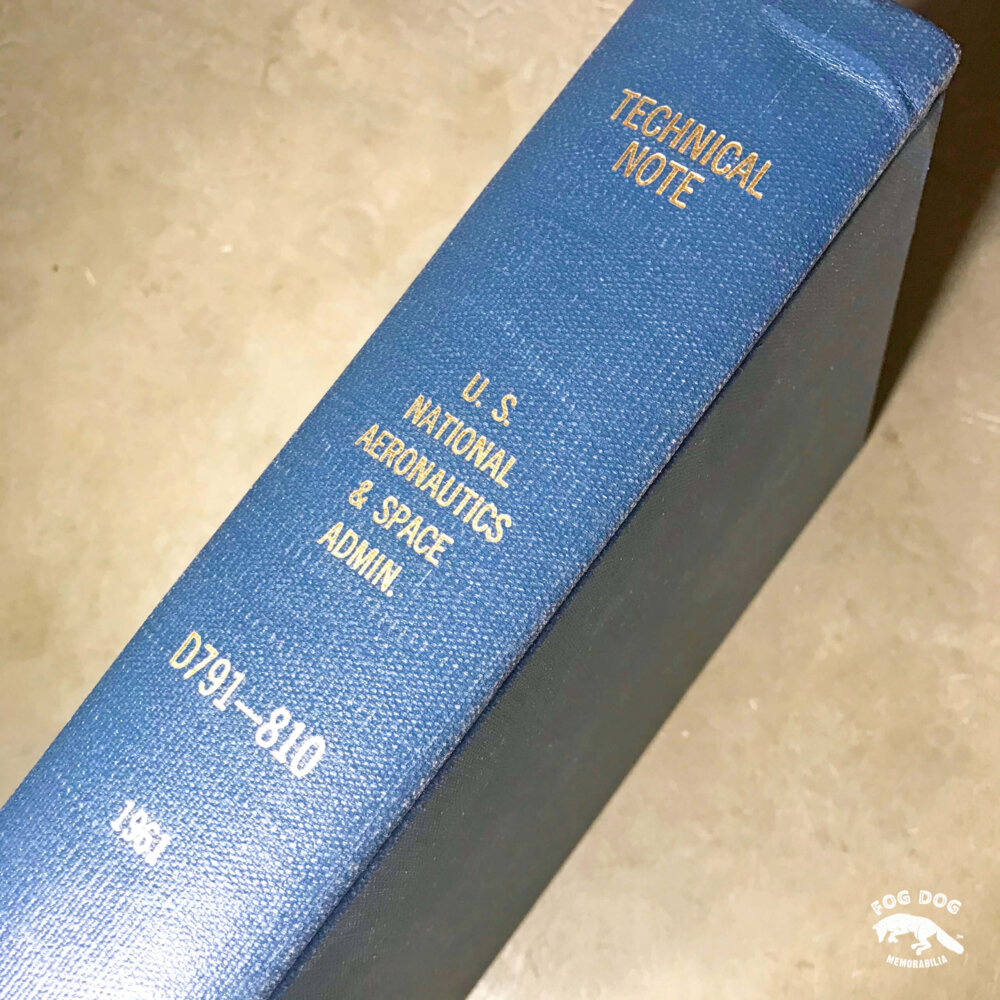 TECHNICAL
NOTE
U. S.
NATIONAL
AERONAUTICS
& SPACE
ADMIN.
D791—810
1961
FOG DOG
MEMORABILIA